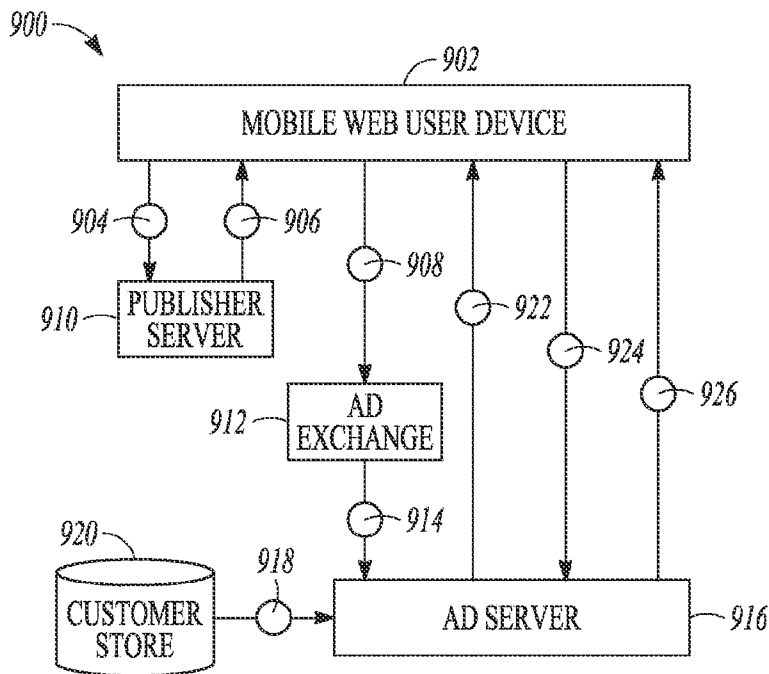 900
902
MOBILE WEB USER DEVICE
904
906
908
910
PUBLISHER
SERVER
922
924
926
912
AD
EXCHANGE
914
920
918
CUSTOMER
STORE
AD SERVER
916